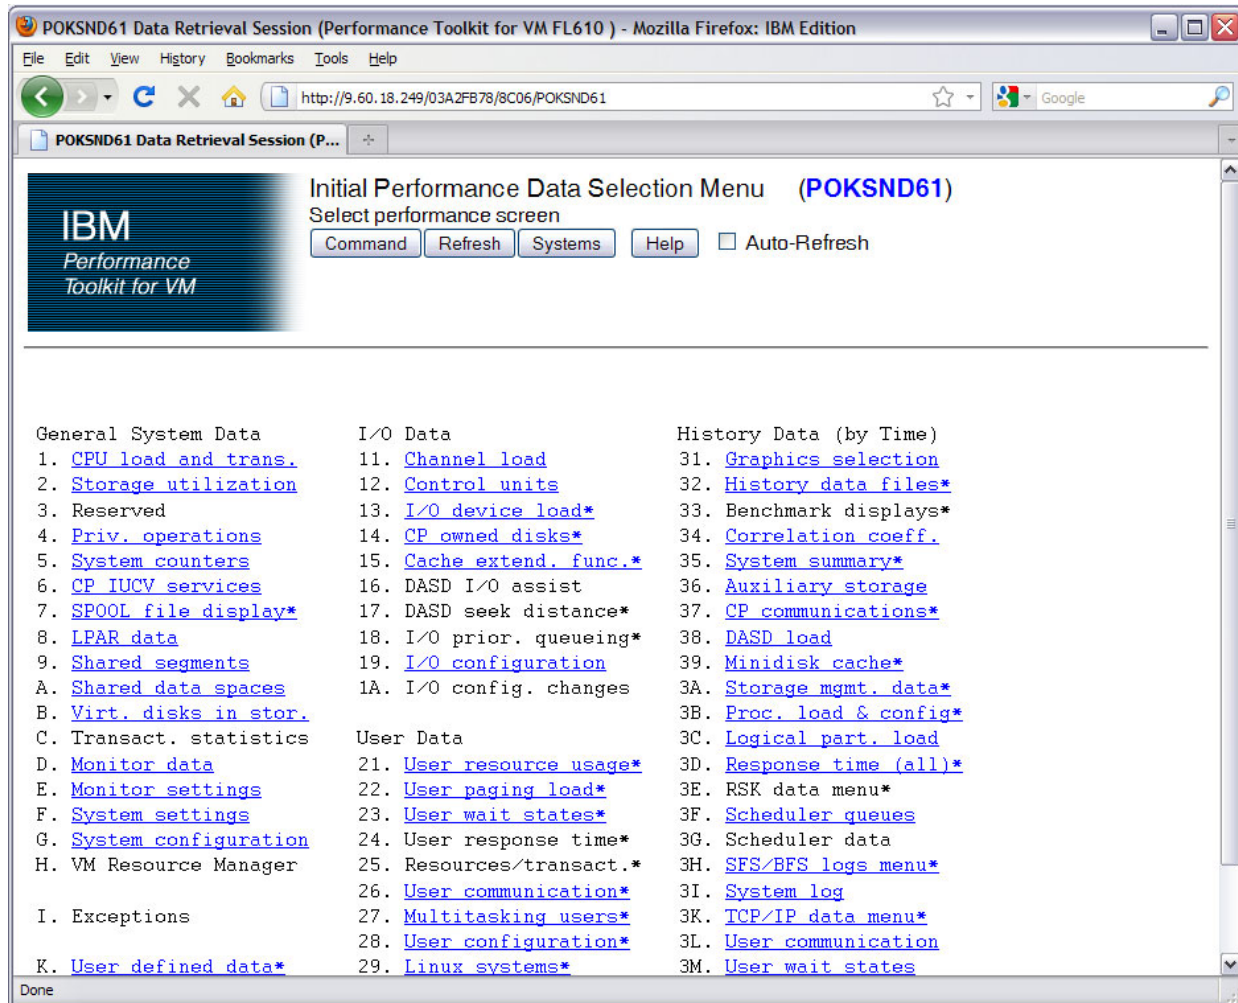 POKSND61 Data Retrieval Session (Performance Toolkit for VM FL610 ) - Mozilla Firefox: IBM Edition
File Edit View History Bookmarks Tools Help
http://9.60.18.249/03A2FB78/8C06/POKSND61
Google
POKSND61 Data Retrieval Session (P...
IBM
Performance
Toolkit for VM
Initial Performance Data Selection Menu (POKSND61)
Select performance screen
Command Refresh Systems Help Auto-Refresh
General System Data I/O Data History Data (by Time)
1. CPU load and trans. 11. Channel load 31. Graphics selection
2. Storage utilization 12. Control units 32. History data files*
3. Reserved 13. I/O device load* 33. Benchmark displays*
4. Priv. operations 14. CP owned disks* 34. Correlation coeff.
5. System counters 15. Cache extend. func.* 35. System summary*
6. CP IUCV services 16. DASD I/O assist 36. Auxiliary storage
7. SPOOL file display* 17. DASD seek distance* 37. CP communications*
8. LPAR data 18. I/O prior. queueing* 38. DASD load
9. Shared segments 19. I/O configuration 39. Minidisk cache*
A. Shared data spaces 1A. I/O config. changes 3A. Storage mgmt. data*
B. Virt. disks in stor. 3B. Proc. load & config*
C. Transact. statistics User Data 3C. Logical part. load
D. Monitor data 21. User resource usage* 3D. Response time (all)*
E. Monitor settings 22. User paging load* 3E. RSK data menu*
F. System settings 23. User wait states* 3F. Scheduler queues
G. System configuration 24. User response time* 3G. Scheduler data
H. VM Resource Manager 25. Resources/transact.* 3H. SFS/BFS logs menu*
26. User communication* 3I. System log
I. Exceptions 27. Multitasking users* 3K. TCP/IP data menu*
28. User configuration* 3L. User communication
K. User defined data* 29. Linux systems* 3M. User wait states
Done